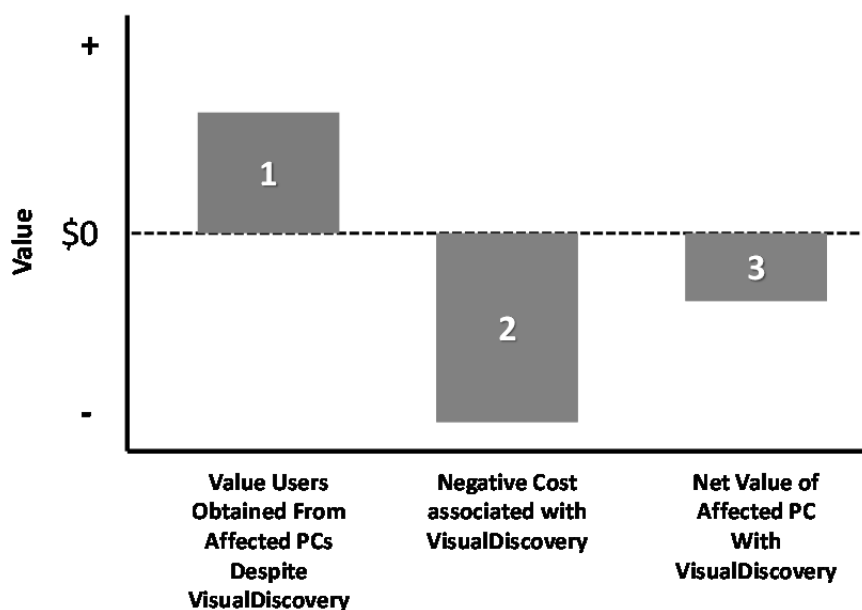 +
Value
$0
-
1
2
3
Value Users
Obtained From
Affected PCs
Despite
VisualDiscovery
Negative Cost
associated with
VisualDiscovery
Net Value of
Affected PC
With
VisualDiscovery